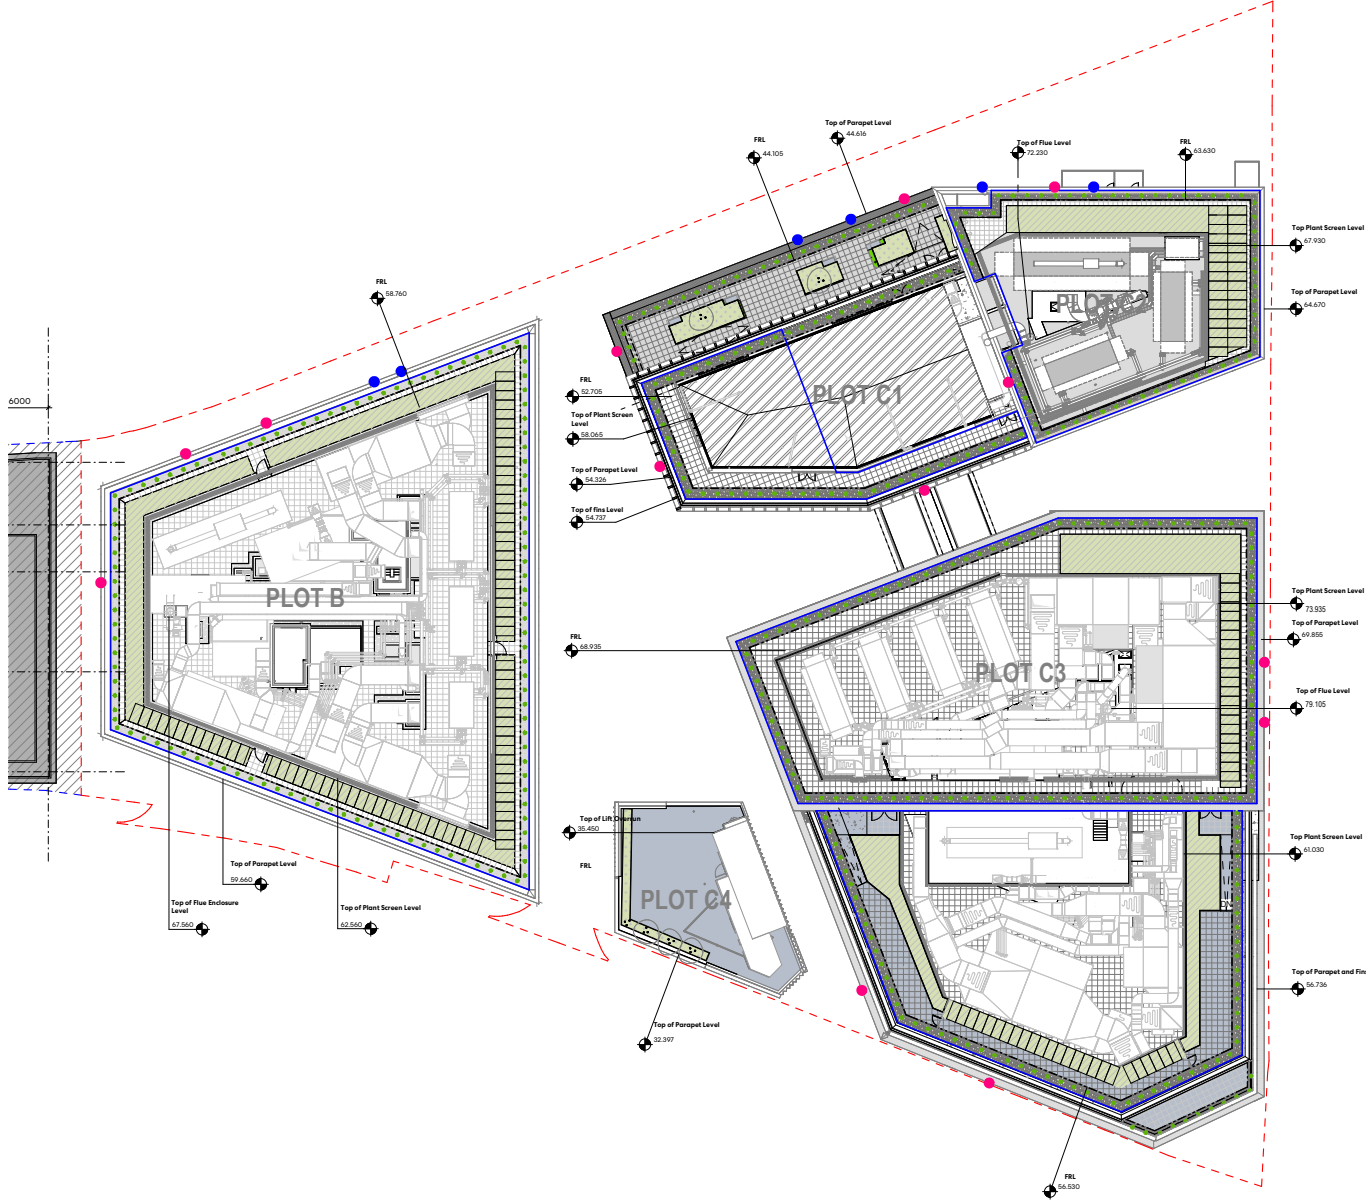 Top of Parapet Level
44.616
FRL
44.105
Top of Flue Level
72.230
FRL
63.630
Top Plant Screen Level
67.930
Top of Parapet Level
64.670
FRL
58.760
PLOT
6000
FRL
52.705
PLOT C1
Top of Plant Screen
Level
58.065
Top of Parapet Level
54.326
Top of fins Level
54.737
PLOT B
Top Plant Screen Level
73.935
Top of Parapet Level
69.855
FRL
68.935
PLOT C3
Top of Flue Level
79.105
Top of Lift Overrun
35.450
FRL
Top Plant Screen Level
61.030
Top of Parapet Level
59.660
PLOT C4
Top of Flue Enclosure
Level
67.560
Top of Plant Screen Level
62.560
Top of Parapet and Fins
56.736
Top of Parapet Level
32.397
FRL
56.530